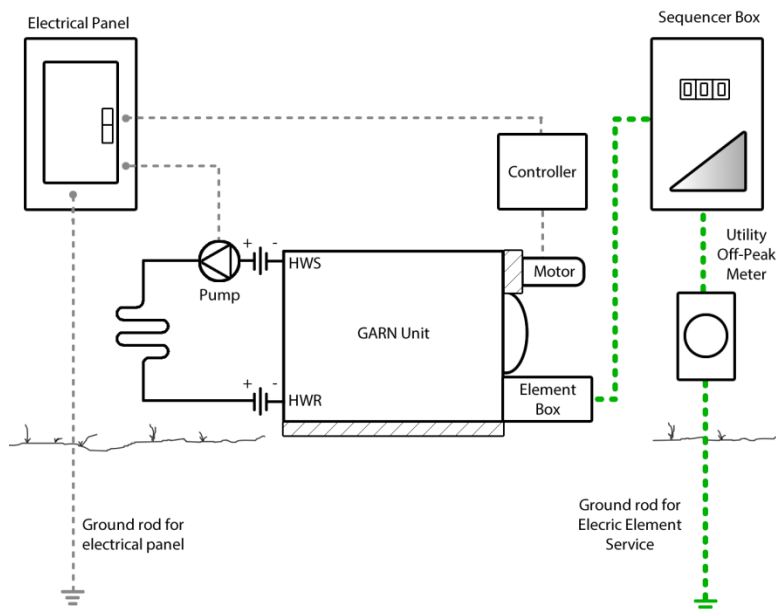 Electrical Panel
Sequencer Box
000
Controller
Utility
Off-Peak
Meter
+ -
HWS
Motor
Pump
GARN Unit
+ -
HWR
Element
Box
Ground rod for
electrical panel
Ground rod for
Elecric Element
Service